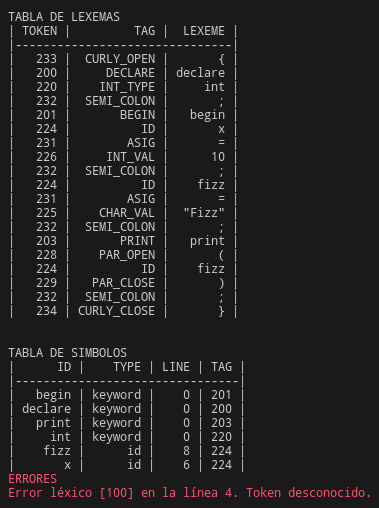 TABLA DE LEXEMAS
| TOKEN | TAG | LEXEME |
|-------------------------------|
| 233 | CURLY_OPEN | { |
| 200 | DECLARE | declare |
| 220 | INT_TYPE | int |
| 232 | SEMI_COLON | ; |
| 201 | BEGIN | begin |
| 224 | ID | x |
| 231 | ASIG | = |
| 226 | INT_VAL | 10 |
| 232 | SEMI_COLON | ; |
| 224 | ID | fizz |
| 231 | ASIG | = |
| 225 | CHAR_VAL | "Fizz" |
| 232 | SEMI_COLON | ; |
| 203 | PRINT | print |
| 228 | PAR_OPEN | ( |
| 224 | ID | fizz |
| 229 | PAR_CLOSE | ) |
| 232 | SEMI_COLON | ; |
| 234 | CURLY_CLOSE | } |
TABLA DE SIMBOLOS
| ID | TYPE | LINE | TAG |
|--------------------------------|
| begin | keyword | 0 | 201 |
| declare | keyword | 0 | 200 |
| print | keyword | 0 | 203 |
| int | keyword | 0 | 220 |
| fizz | id | 8 | 224 |
| x | id | 6 | 224 |
ERRORES
Error léxico [100] en la línea 4. Token desconocido.